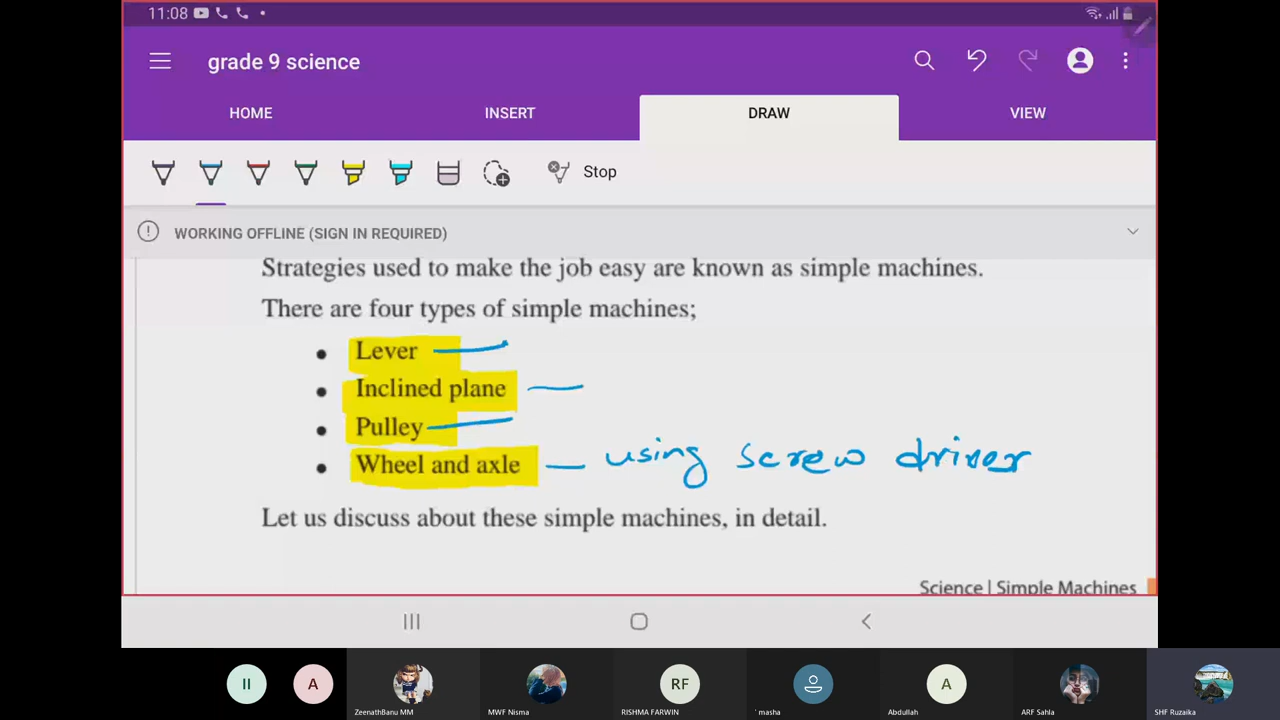 11:08
grade 9 science
HOME INSERT DRAW VIEW
Stop
WORKING OFFLINE (SIGN IN REQUIRED)
Strategies used to make the job easy are known as simple machines.
There are four types of simple machines;
• Lever
• Inclined plane
• Pulley
• Wheel and axle — using screw driver
Let us discuss about these simple machines, in detail.
Science | Simple Machines
II A RF A
ZeenathBanu MM MWF Nisma RISHMA FARWIN ' masha Abdullah ARF Sahla SHF Ruzaika